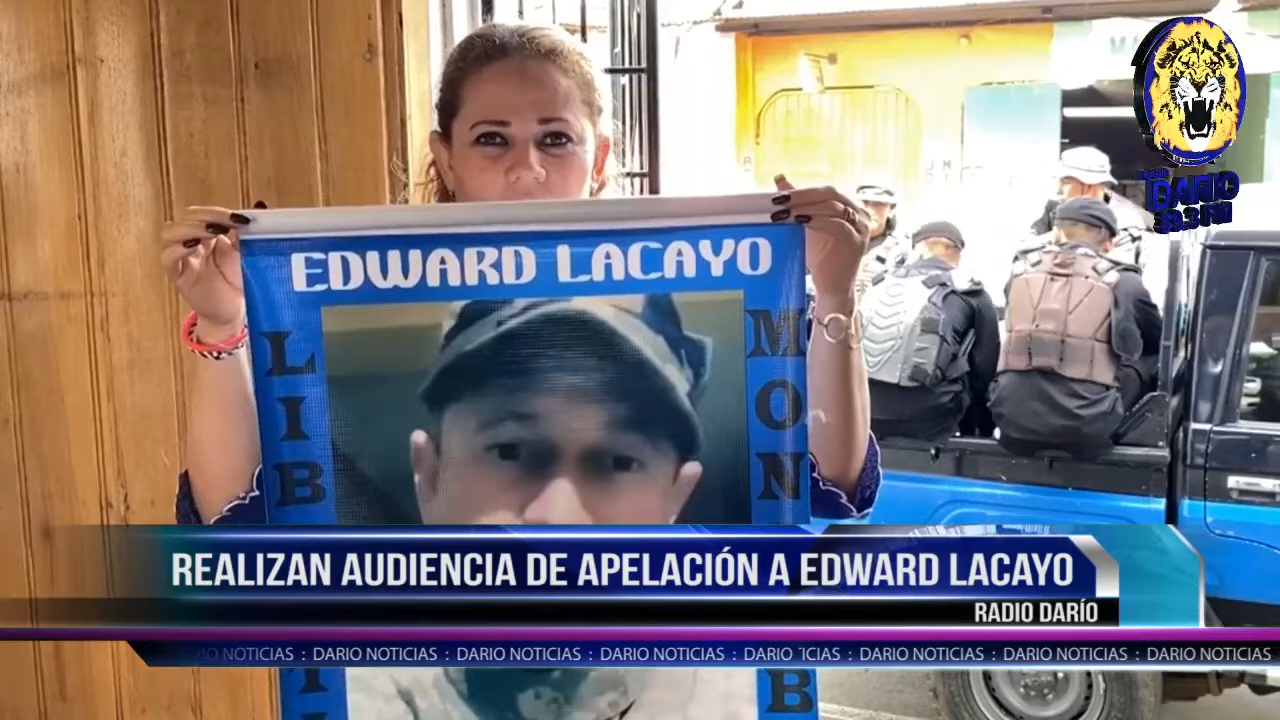 DARIO
EDWARD LACAYO
L
I
B
M
O
N
REALIZAN AUDIENCIA DE APELACIÓN A EDWARD LACAYO
RADIO DARÍO
NOTICIAS : DARIO NOTICIAS : DARIO NOTICIAS : DARIO NOTICIAS : DARIO ICIAS : DARIO NOTICIAS : DARIO NOTICIAS : DARIO NOTICIAS
B